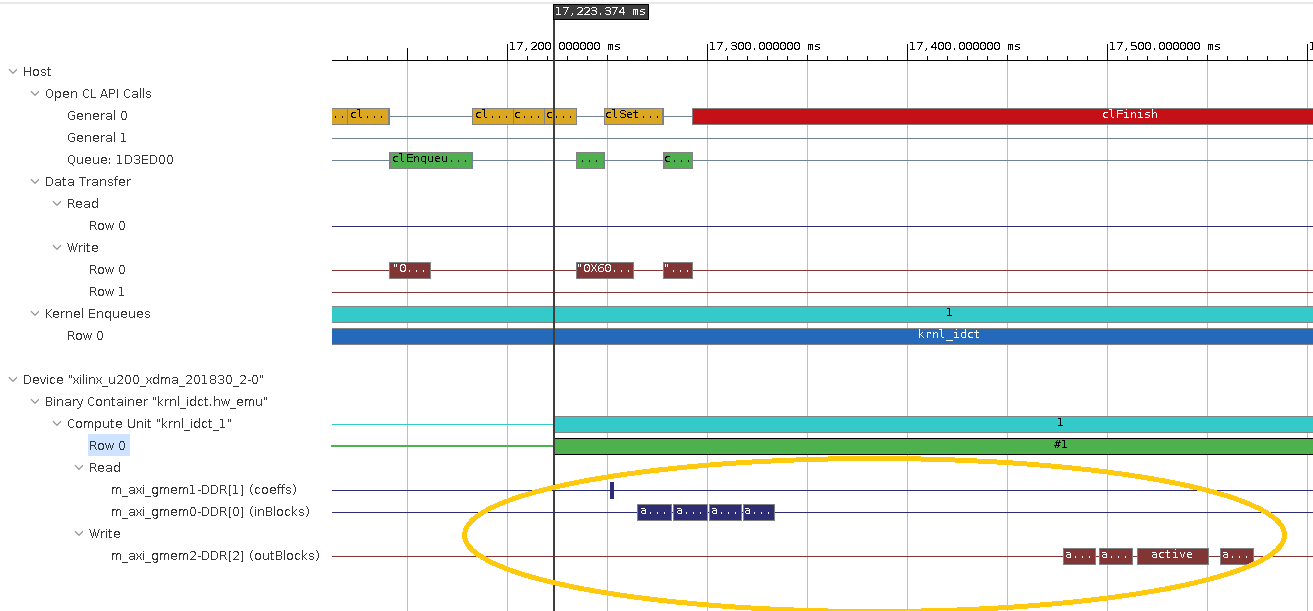 17,223.374 ms
17,200 000000 ms 17,300.000000 ms 17,400.000000 ms 17,500.000000 ms
Host
Open CL API Calls
General 0 .. cl... cl... c... c... clSet... clFinish
General 1
Queue: 1D3ED00 clEnqueu... ... c...
Data Transfer
Read
Row 0
Write
Row 0 "0... "0X60... "...
Row 1
Kernel Enqueues 1
Row 0 krnl_idct
Device "xilinx_u200_xdma_201830_2-0"
Binary Container "krnl_idct.hw_emu"
Compute Unit "krnl_idct_1" 1
Row 0 #1
Read
m_axi_gmem1-DDR[1] (coeffs)
m_axi_gmem0-DDR[0] (inBlocks) a... a... a... a...
Write
m_axi_gmem2-DDR[2] (outBlocks) a... a... active a...